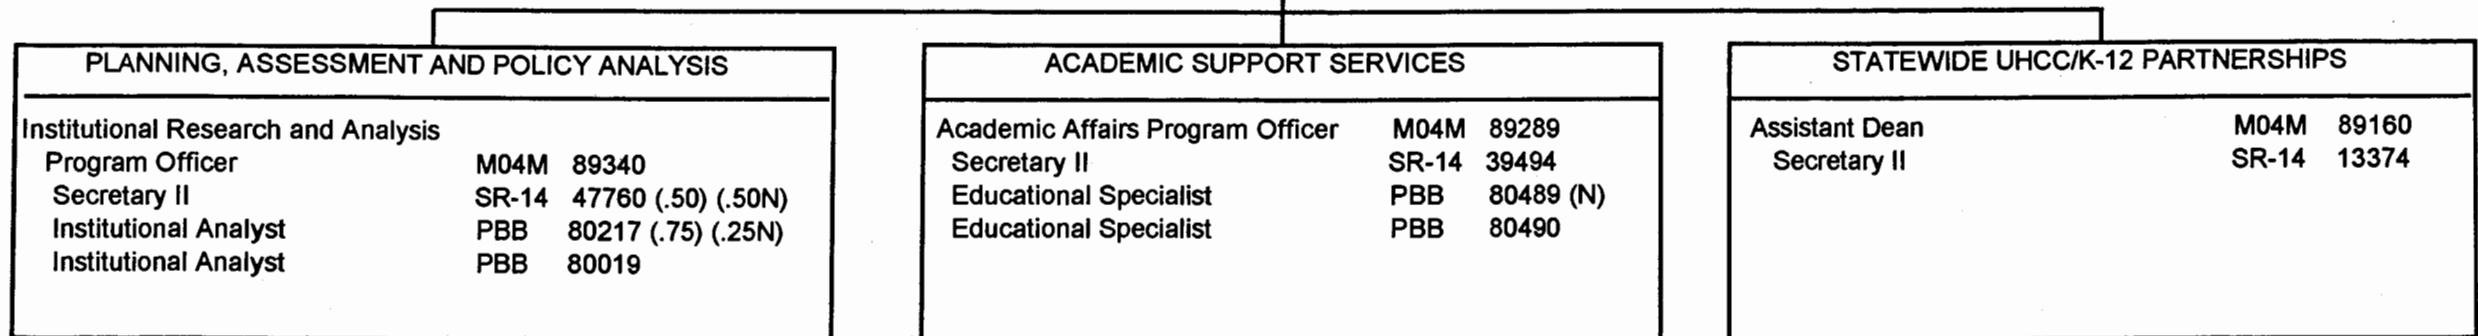 PLANNING, ASSESSMENT AND POLICY ANALYSIS
Institutional Research and Analysis
Program Officer M04M 89340
Secretary II SR-14 47760 (.50) (.50N)
Institutional Analyst PBB 80217 (.75) (.25N)
Institutional Analyst PBB 80019
ACADEMIC SUPPORT SERVICES
Academic Affairs Program Officer M04M 89289
Secretary II SR-14 39494
Educational Specialist PBB 80489 (N)
Educational Specialist PBB 80490
STATEWIDE UHCC/K-12 PARTNERSHIPS
Assistant Dean M04M 89160
Secretary II SR-14 13374